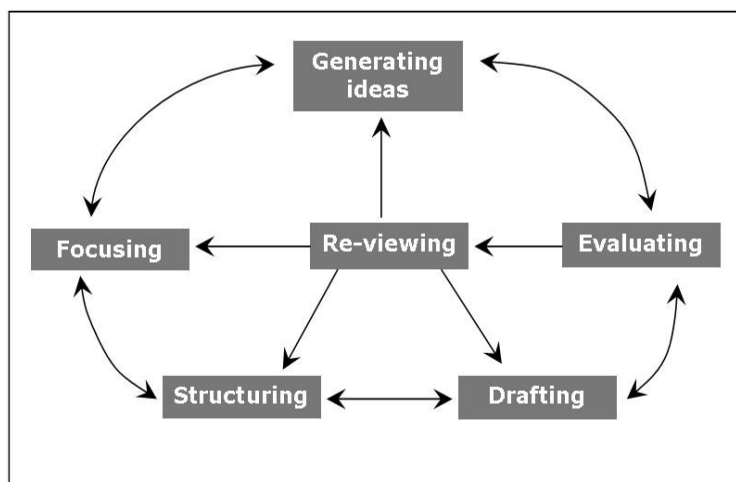 Generating
ideas
Focusing
Re-viewing
Evaluating
Structuring
Drafting